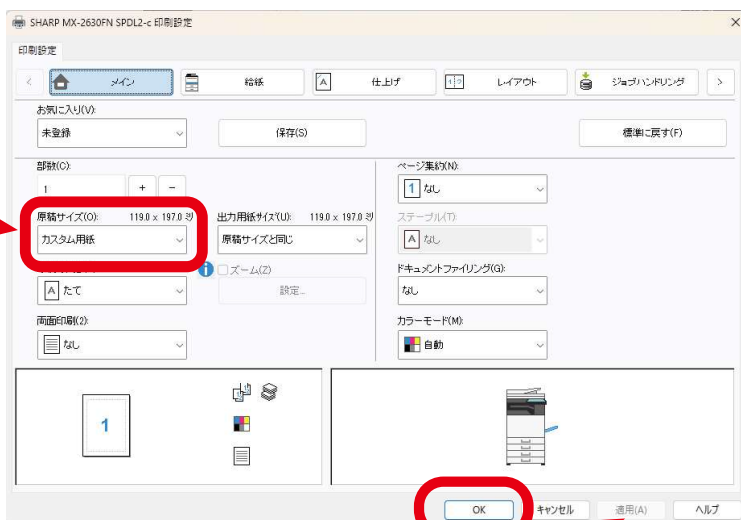 SHARP MX-2630FN SPDL2-c 印刷設定
印刷設定
メイン 給紙 仕上げ レイアウト ジョブハンドリング
お気に入り(V):
未登録 保存(S) 標準に戻す(F)
部数(C): ページ集約(N):
1 + - 1 なし
原稿サイズ(O): 119.0 x 197.0 ミリ 出力用紙サイズ(U): 119.0 x 197.0 ミリ ステープル(T):
カスタム用紙 原稿サイズと同じ なし
ズーム(Z) ドキュメントファイリング(G):
たて 設定... なし
両面印刷(2): カラーモード(M):
なし 自動
1
OK キャンセル 適用(A) ヘルプ